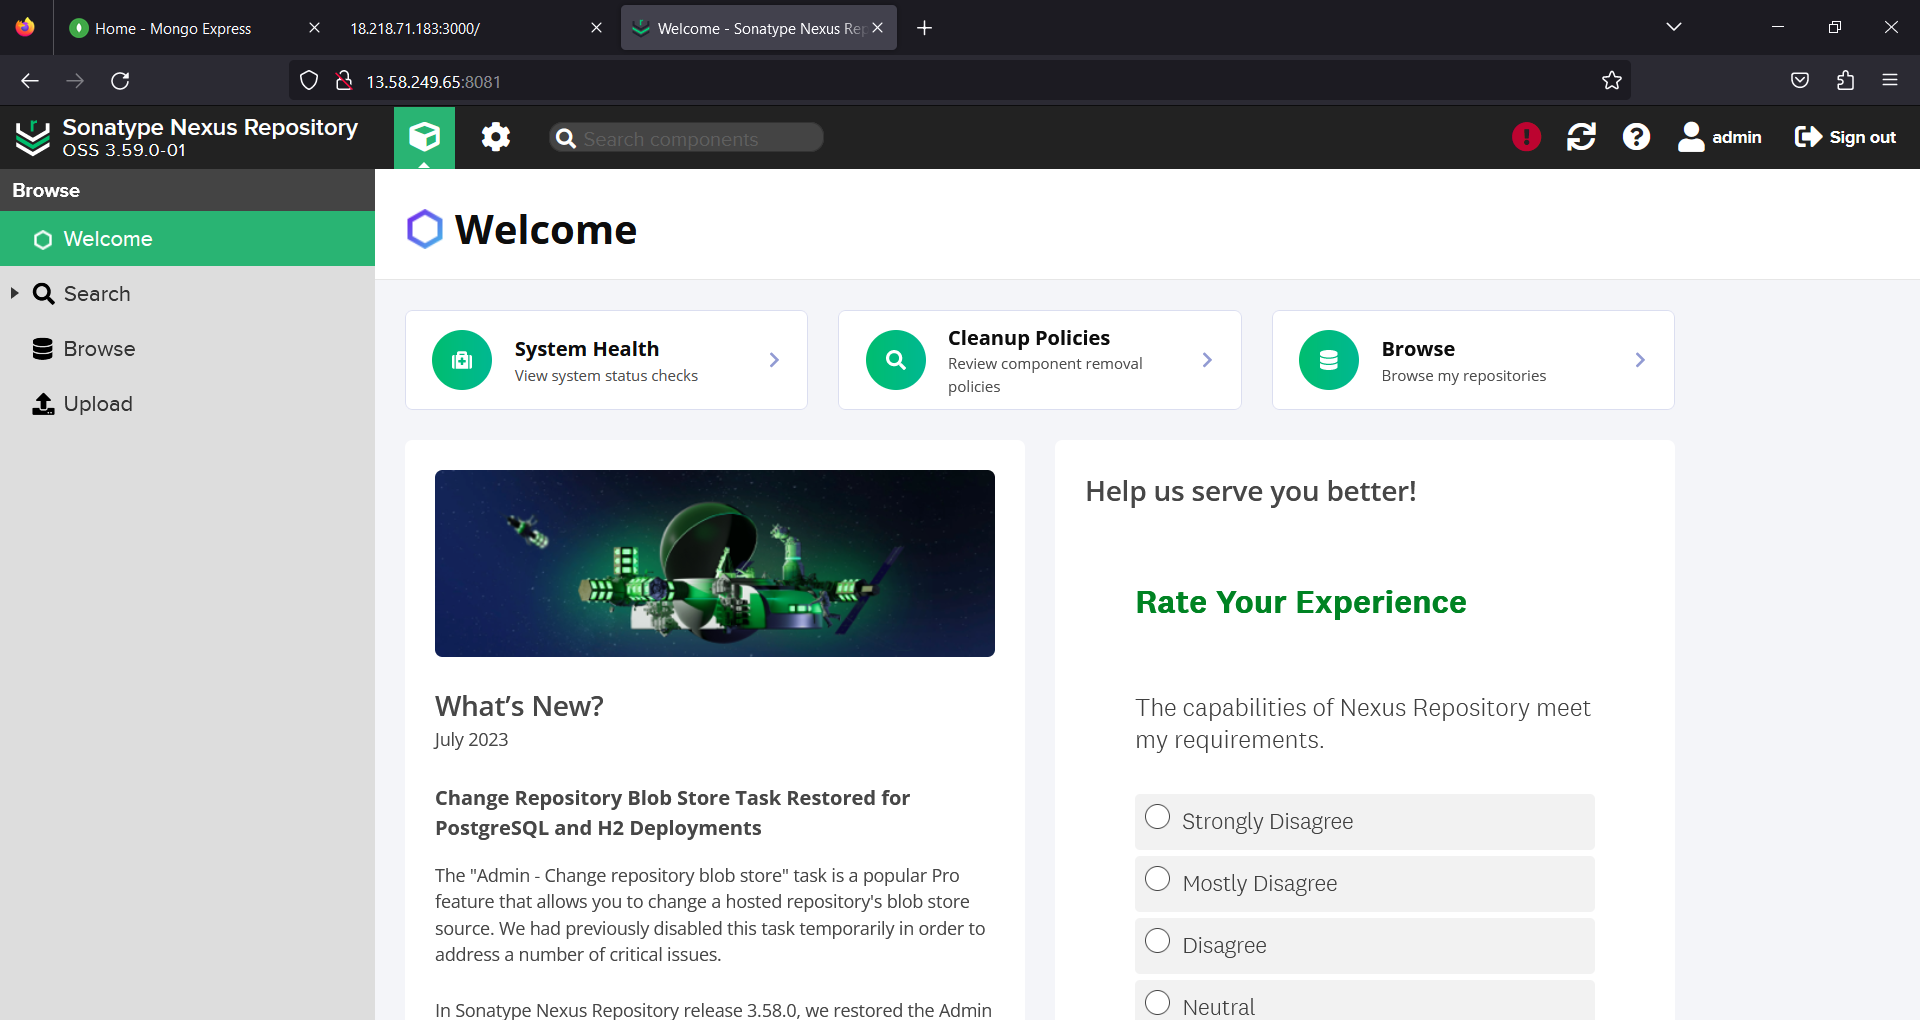 Home - Mongo Express
18.218.71.183:3000/
Welcome - Sonatype Nexus Rep
13.58.249.65:8081
Sonatype Nexus Repository
OSS 3.59.0-01
Search components
admin
Sign out
Browse
Welcome
Search
Browse
Upload
Welcome
System Health
View system status checks
Cleanup Policies
Review component removal
policies
Browse
Browse my repositories
What’s New?
July 2023
Change Repository Blob Store Task Restored for
PostgreSQL and H2 Deployments
The "Admin - Change repository blob store" task is a popular Pro
feature that allows you to change a hosted repository's blob store
source. We had previously disabled this task temporarily in order to
address a number of critical issues.
In Sonatype Nexus Repository release 3.58.0, we restored the Admin
Help us serve you better!
Rate Your Experience
The capabilities of Nexus Repository meet
my requirements.
Strongly Disagree
Mostly Disagree
Disagree
Neutral